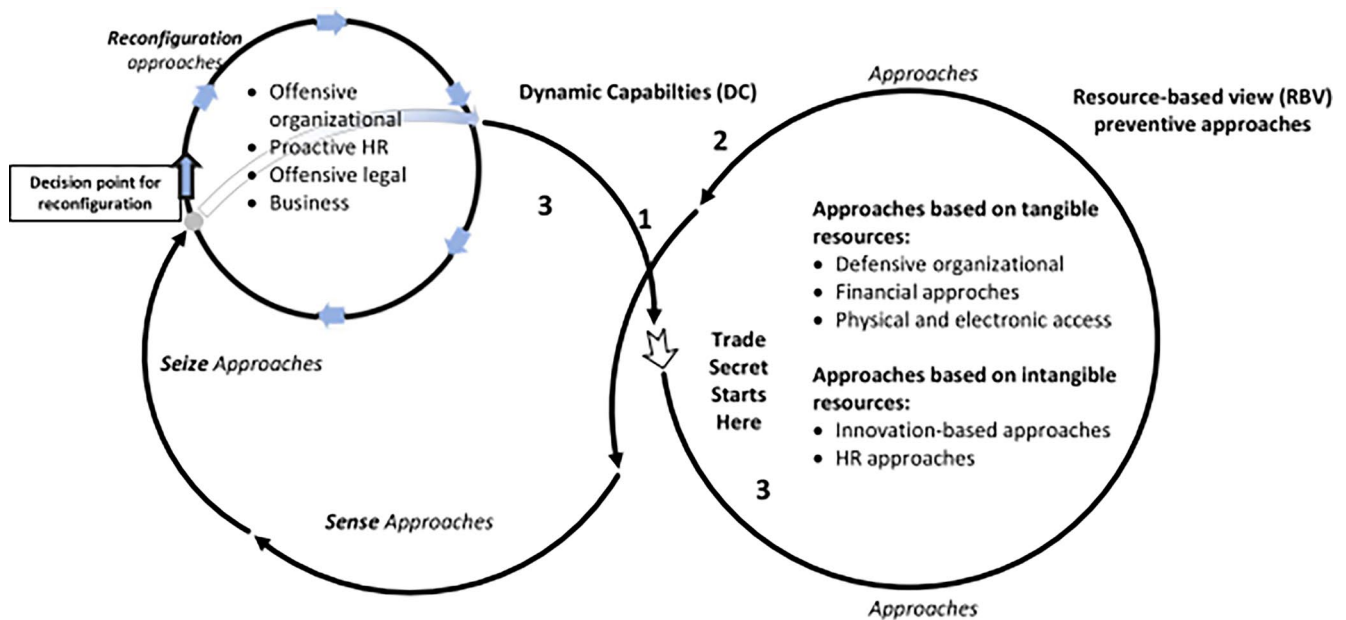 Reconfiguration
approaches
• Offensive
organizational
• Proactive HR
• Offensive legal
• Business
Decision point for
reconfiguration
Dynamic Capabilties (DC)
Approaches
Resource-based view (RBV)
preventive approaches
2
3
1
Approaches based on tangible
resources:
• Defensive organizational
• Financial approches
• Physical and electronic access
Trade
Secret
Starts
Here
Approaches based on intangible
resources:
• Innovation-based approaches
• HR approaches
Seize Approaches
3
Sense Approaches
Approaches